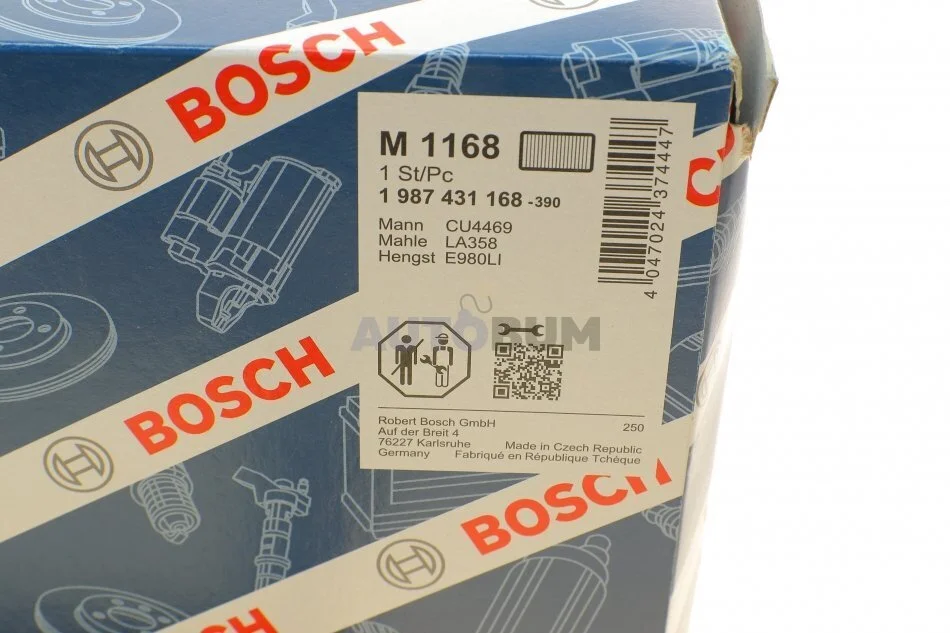 BOSCH
M 1168
1 St/Pc
1 987 431 168 -390
Mann CU4469
Mahle LA358
Hengst E980LI
4 047024 374447
AUTORUM
BOSCH
Robert Bosch GmbH
Auf der Breit 4
76227 Karlsruhe
Germany
250
Made in Czech Republic
Fabriqué en République Tchèque
BOSCH
BOSCH